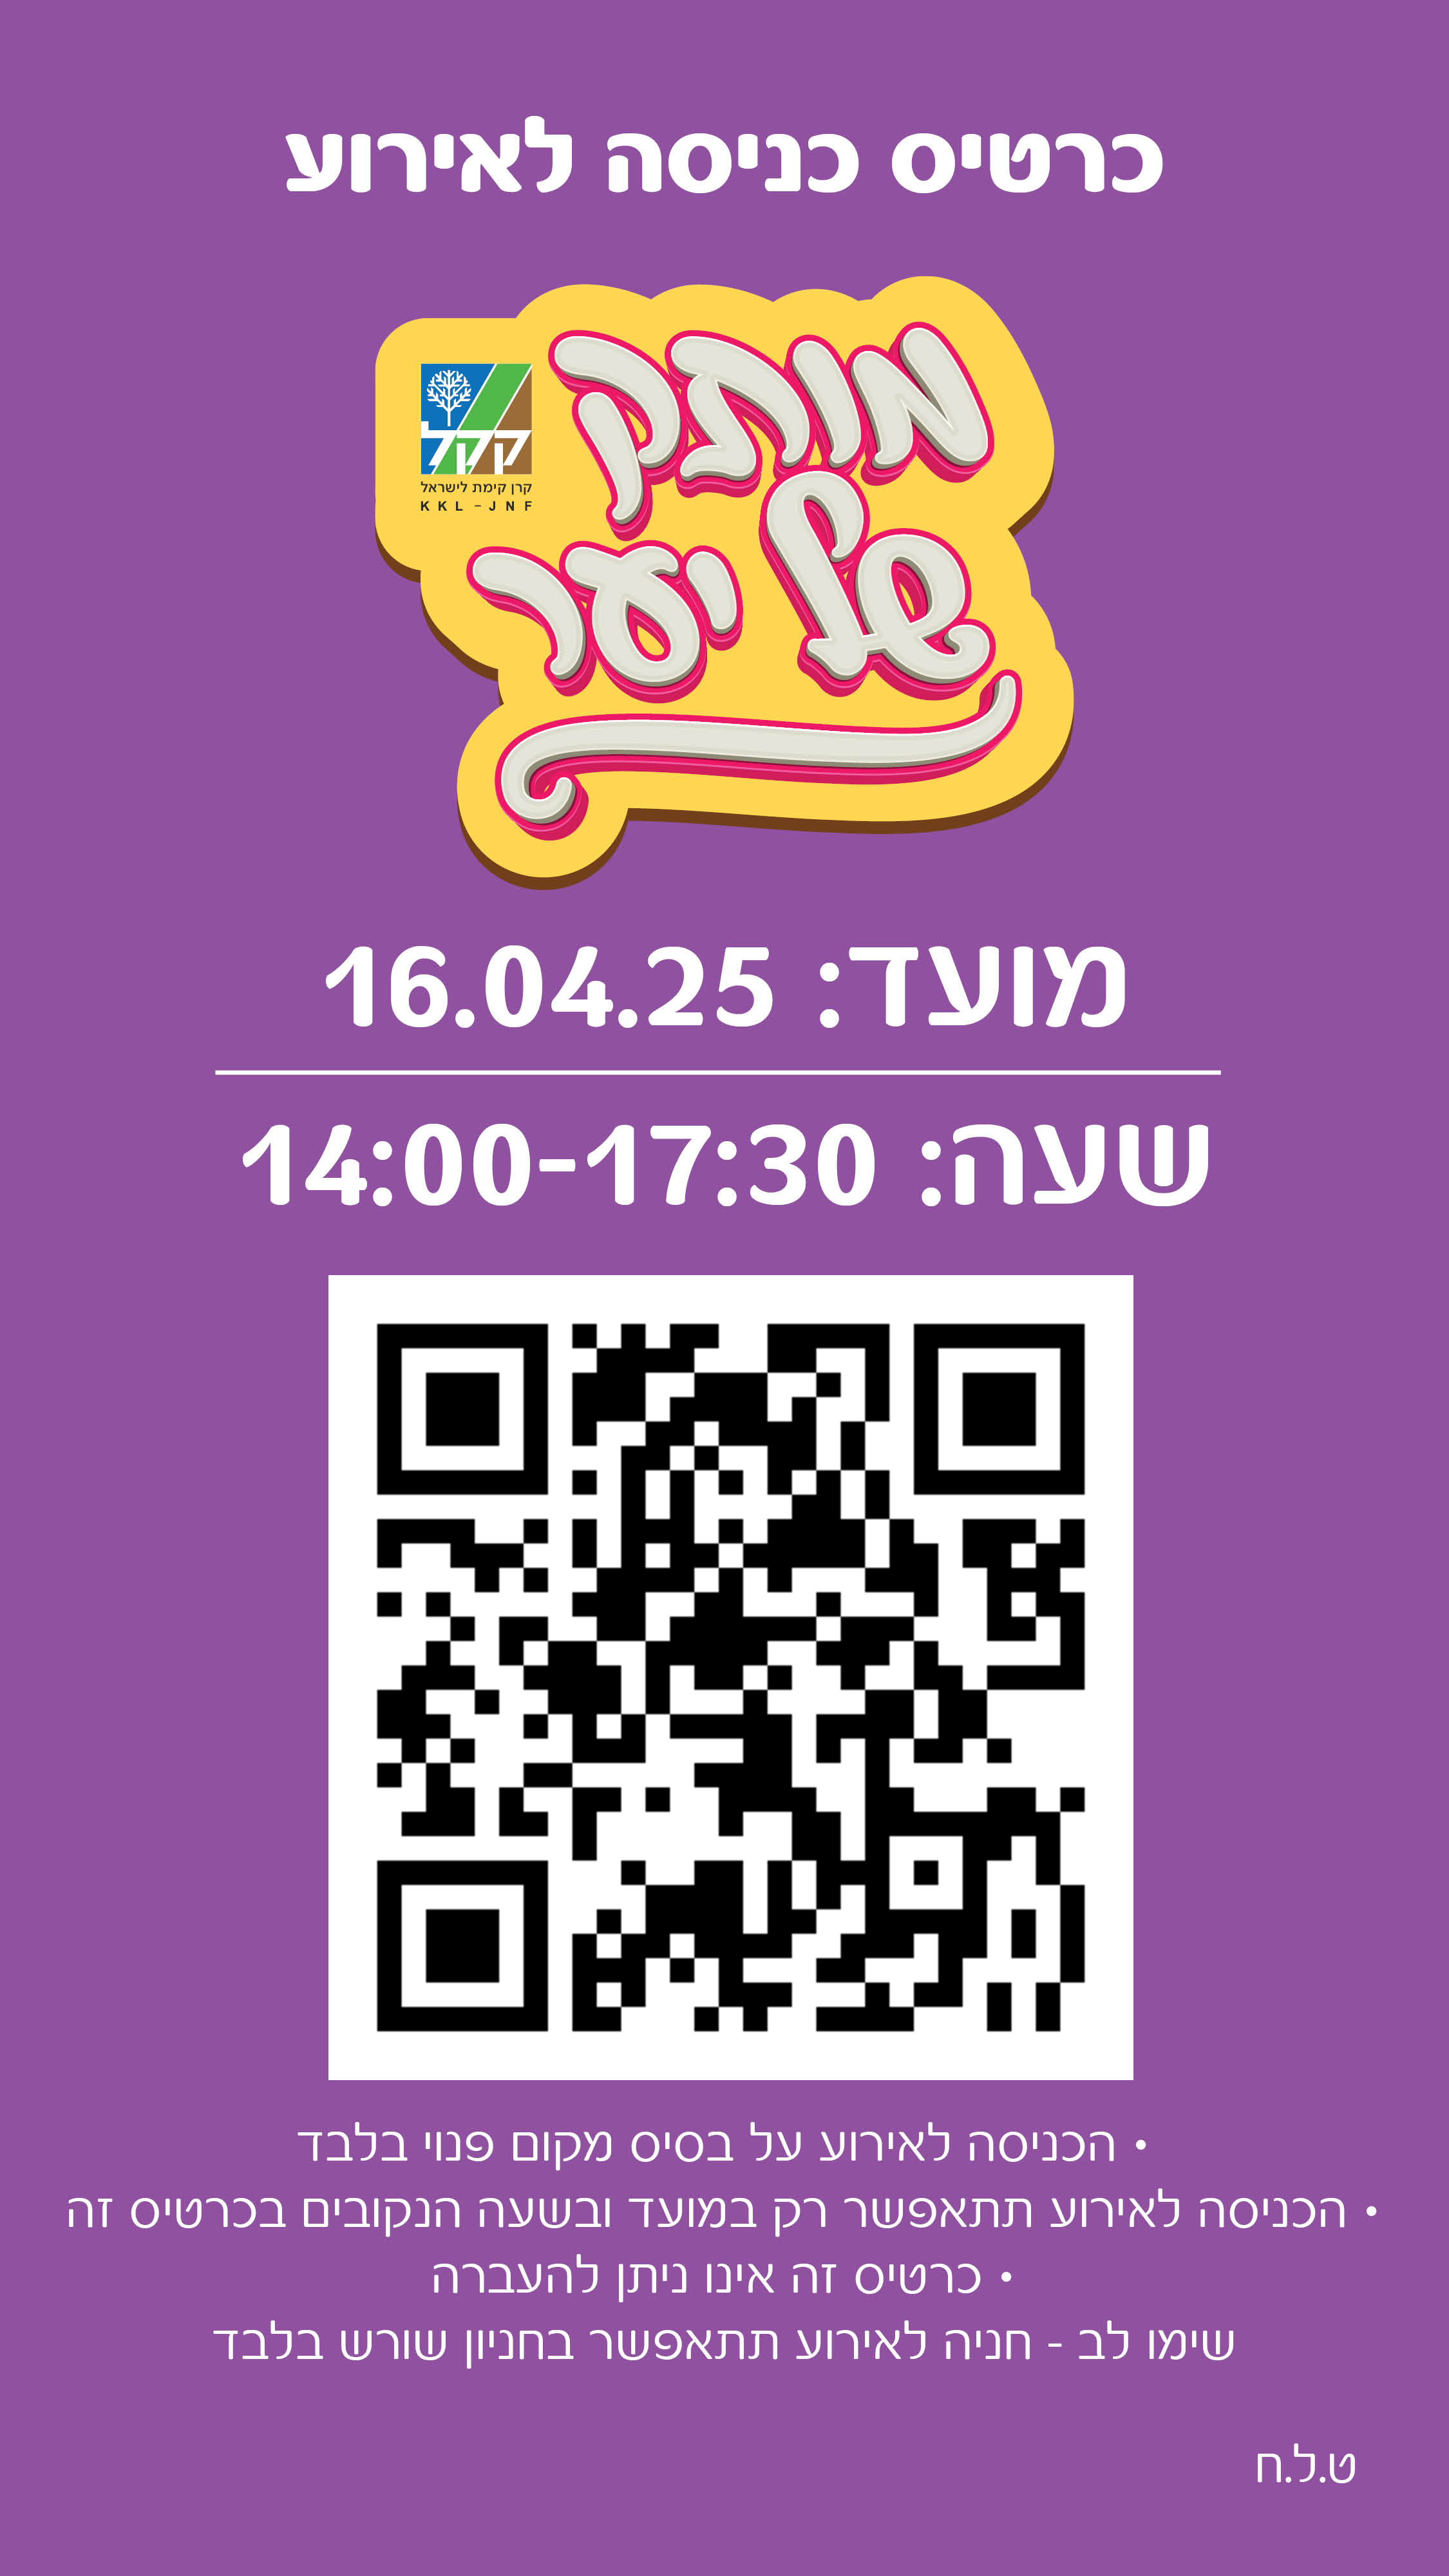 כרטיס כניסה לאירוע
מותק
של יער
קקל
קרן קימת לישראל
KKL-JNF
מועד: 16.04.25
שעה: 14:00-17:30
• הכניסה לאירוע על בסיס מקום פנוי בלבד
• הכניסה לאירוע תתאפשר רק במועד ובשעה הנקובים בכרטיס זה
• כרטיס זה אינו ניתן להעברה
שימו לב - חניה לאירוע תתאפשר בחניון שורש בלבד
ט.ל.ח